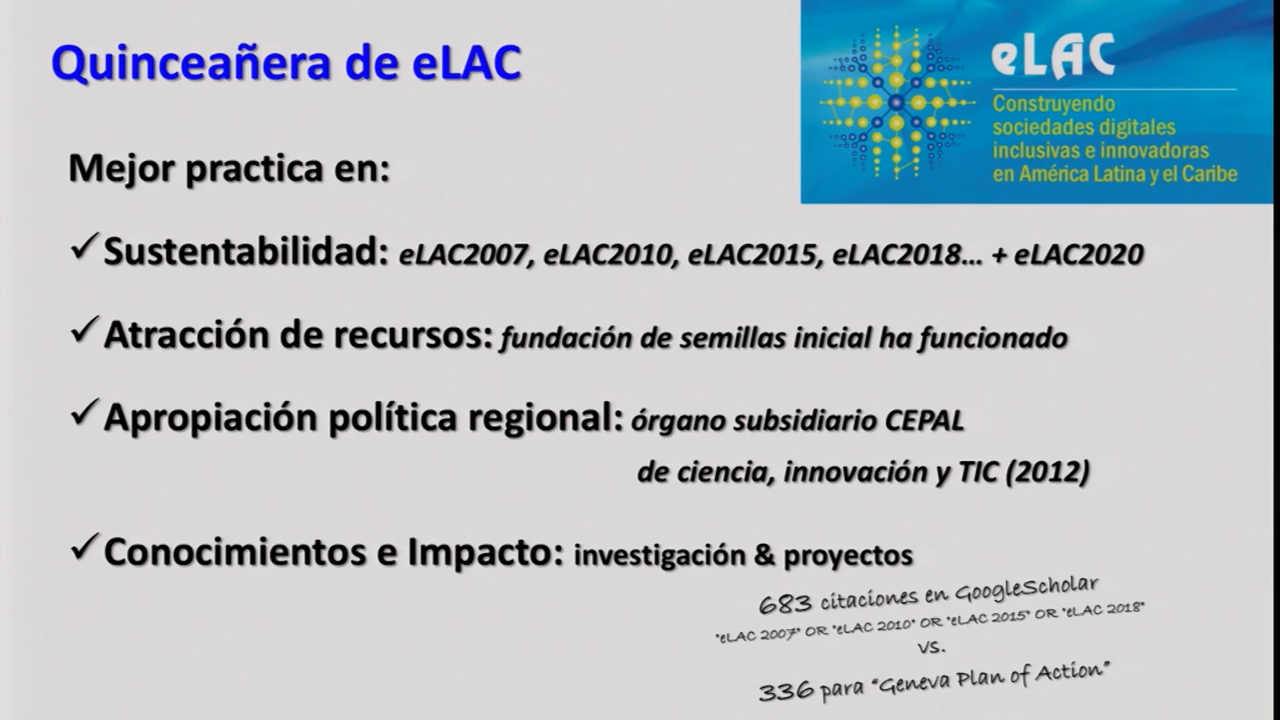 Quinceañera de eLAC
eLAC
Construyendo
sociedades digitales
inclusivas e innovadoras
en América Latina y el Caribe
Mejor practica en:
✓Sustentabilidad: eLAC2007, eLAC2010, eLAC2015, eLAC2018... + eLAC2020
✓Atracción de recursos: fundación de semillas inicial ha funcionado
✓Apropiación política regional: órgano subsidiario CEPAL
de ciencia, innovación y TIC (2012)
✓Conocimientos e Impacto: investigación & proyectos
683 citaciones en GoogleScholar
"eLAC 2007" OR "eLAC 2010" OR "eLAC 2015" OR "eLAC 2018"
vs.
336 para "Geneva Plan of Action"